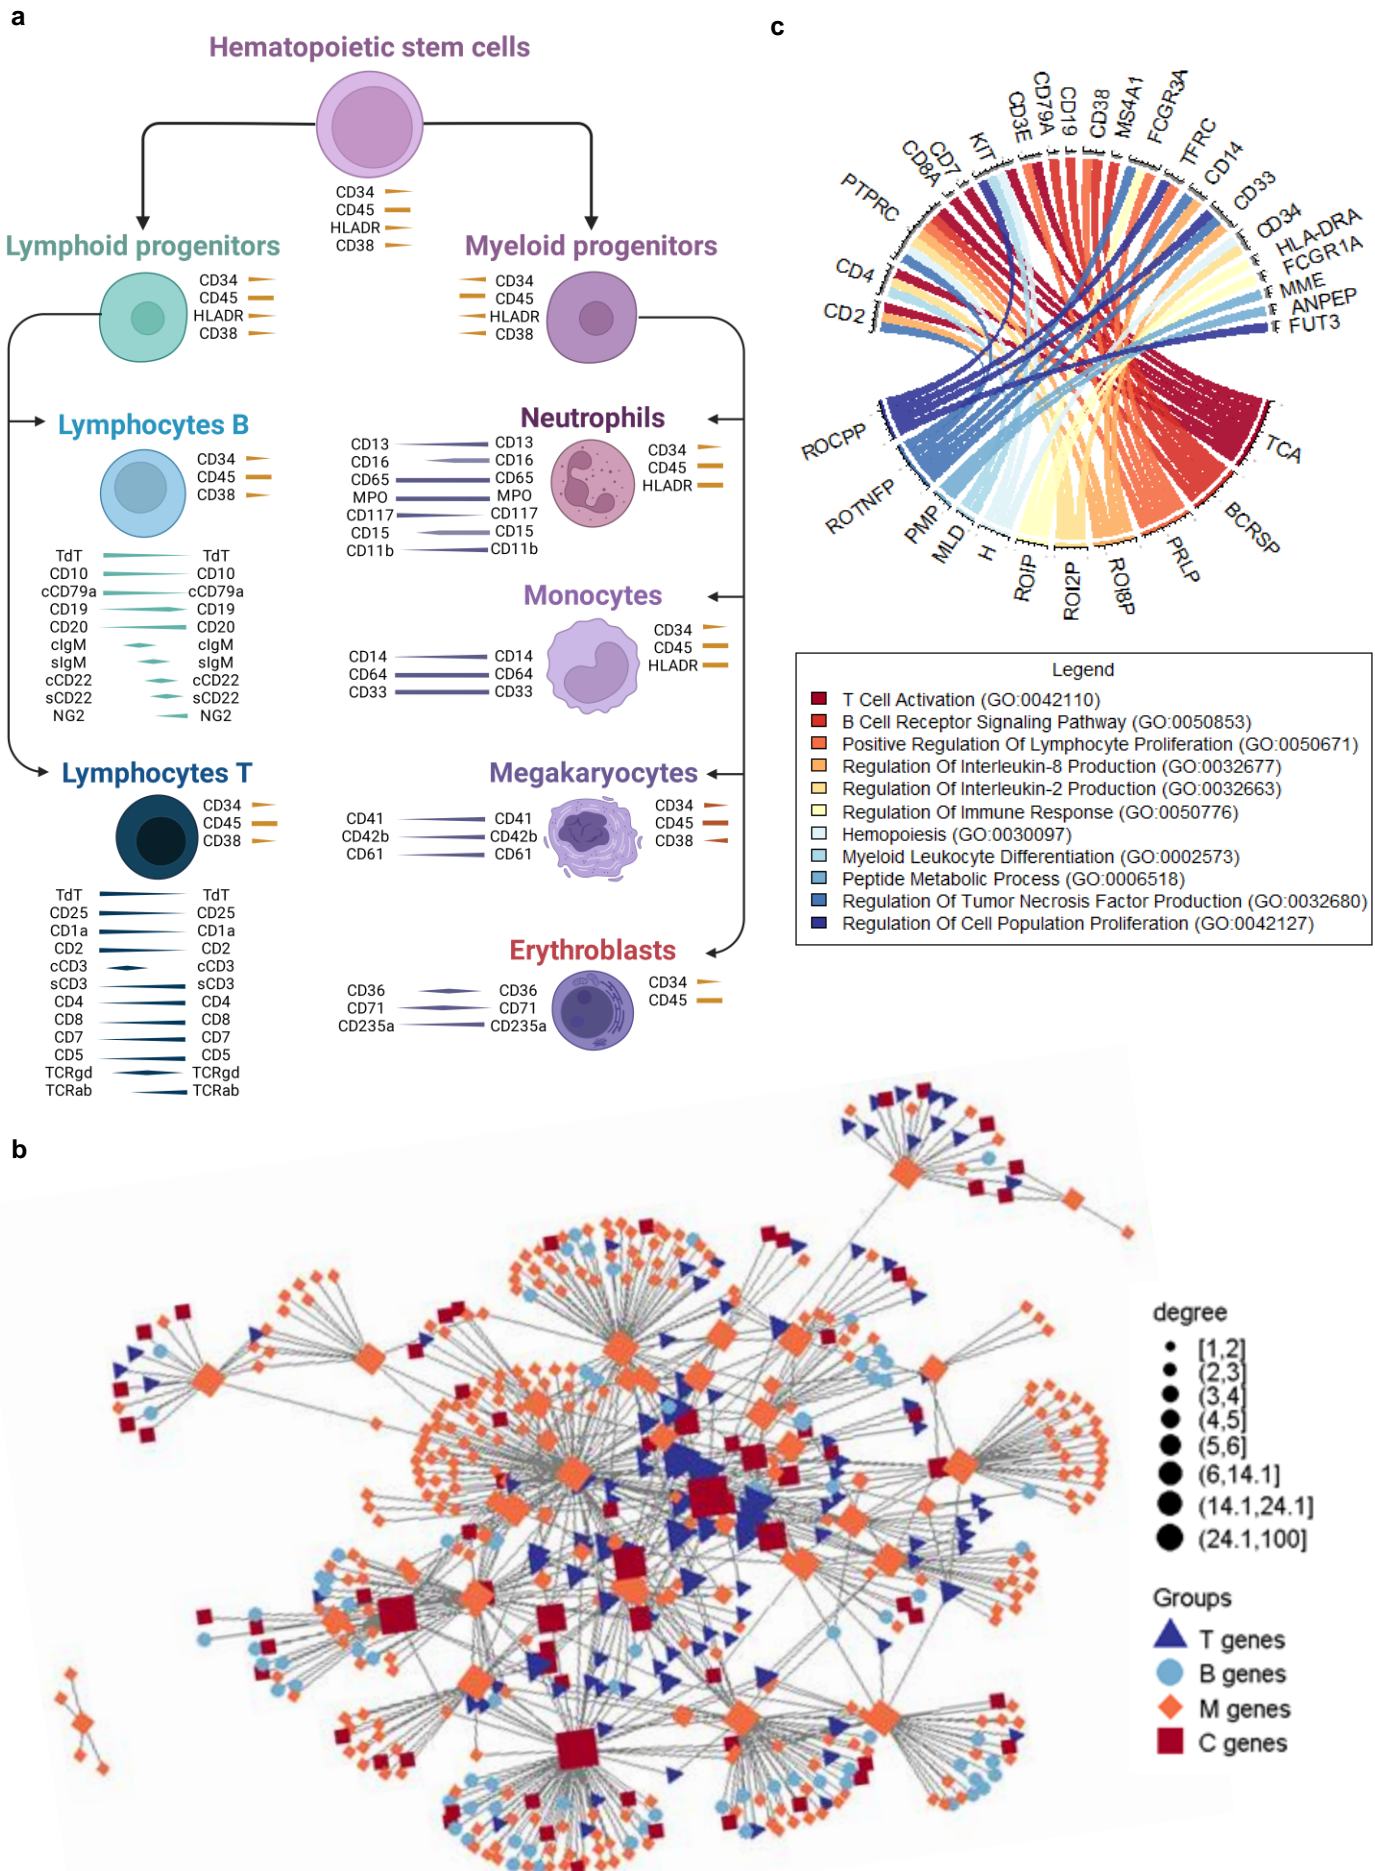 a
Hematopoietic stem cells
CD34
CD45
HLADR
CD38
Lymphoid progenitors
CD34
CD45
HLADR
CD38
Myeloid progenitors
CD34
CD45
HLADR
CD38
Lymphocytes B
CD34
CD45
CD38
TdT TdT
CD10 CD10
cCD79a cCD79a
CD19 CD19
CD20 CD20
cIgM cIgM
sIgM sIgM
cCD22 cCD22
sCD22 sCD22
NG2 NG2
Lymphocytes T
CD34
CD45
CD38
TdT TdT
CD25 CD25
CD1a CD1a
CD2 CD2
cCD3 cCD3
sCD3 sCD3
CD4 CD4
CD8 CD8
CD7 CD7
CD5 CD5
TCRgd TCRgd
TCRab TCRab
Neutrophils
CD13 CD13
CD16 CD16
CD65 CD65
MPO MPO
CD117 CD117
CD15 CD15
CD11b CD11b
CD34
CD45
HLADR
Monocytes
CD14 CD14
CD64 CD64
CD33 CD33
CD34
CD45
HLADR
Megakaryocytes
CD41 CD41
CD42b CD42b
CD61 CD61
CD34
CD45
CD38
Erythroblasts
CD36 CD36
CD71 CD71
CD235a CD235a
CD34
CD45
b
degree
[1,2]
(2,3]
(3,4]
(4,5]
(5,6]
(6,14.1]
(14.1,24.1]
(24.1,100]
Groups
T genes
B genes
M genes
C genes
c
CD2
CD4
PTPRC
CD8A
CD7
KIT
CD3E
CD79A
CD19
CD38
MS4A1
FCGR3A
TFRC
CD14
CD33
CD34
HLA-DRA
FCGR1A
MME
ANPEP
FUT3
TCA
BCRSP
PRLP
ROI8P
ROI2P
ROIP
H
MLD
PMP
ROTNFP
ROCPP
Legend
T Cell Activation (GO:0042110)
B Cell Receptor Signaling Pathway (GO:0050853)
Positive Regulation Of Lymphocyte Proliferation (GO:0050671)
Regulation Of Interleukin-8 Production (GO:0032677)
Regulation Of Interleukin-2 Production (GO:0032663)
Regulation Of Immune Response (GO:0050776)
Hemopoiesis (GO:0030097)
Myeloid Leukocyte Differentiation (GO:0002573)
Peptide Metabolic Process (GO:0006518)
Regulation Of Tumor Necrosis Factor Production (GO:0032680)
Regulation Of Cell Population Proliferation (GO:0042127)